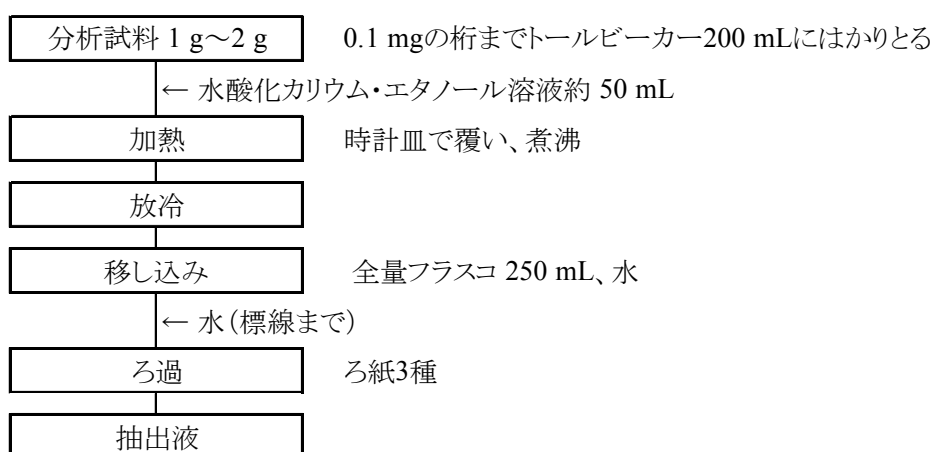 分析試料 1 g～2 g 0.1 mgの桁までトールビーカー200 mLにはかりとる
← 水酸化カリウム・エタノール溶液約 50 mL
加熱 時計皿で覆い、煮沸
放冷
移し込み 全量フラスコ 250 mL、水
← 水（標線まで）
ろ過 ろ紙3種
抽出液